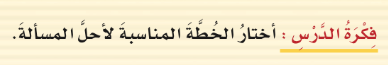 فِكْرَةُ الدَّرْسِ : أختارُ الخُطَّةَ المناسبةَ لأحلَّ المسألةَ.